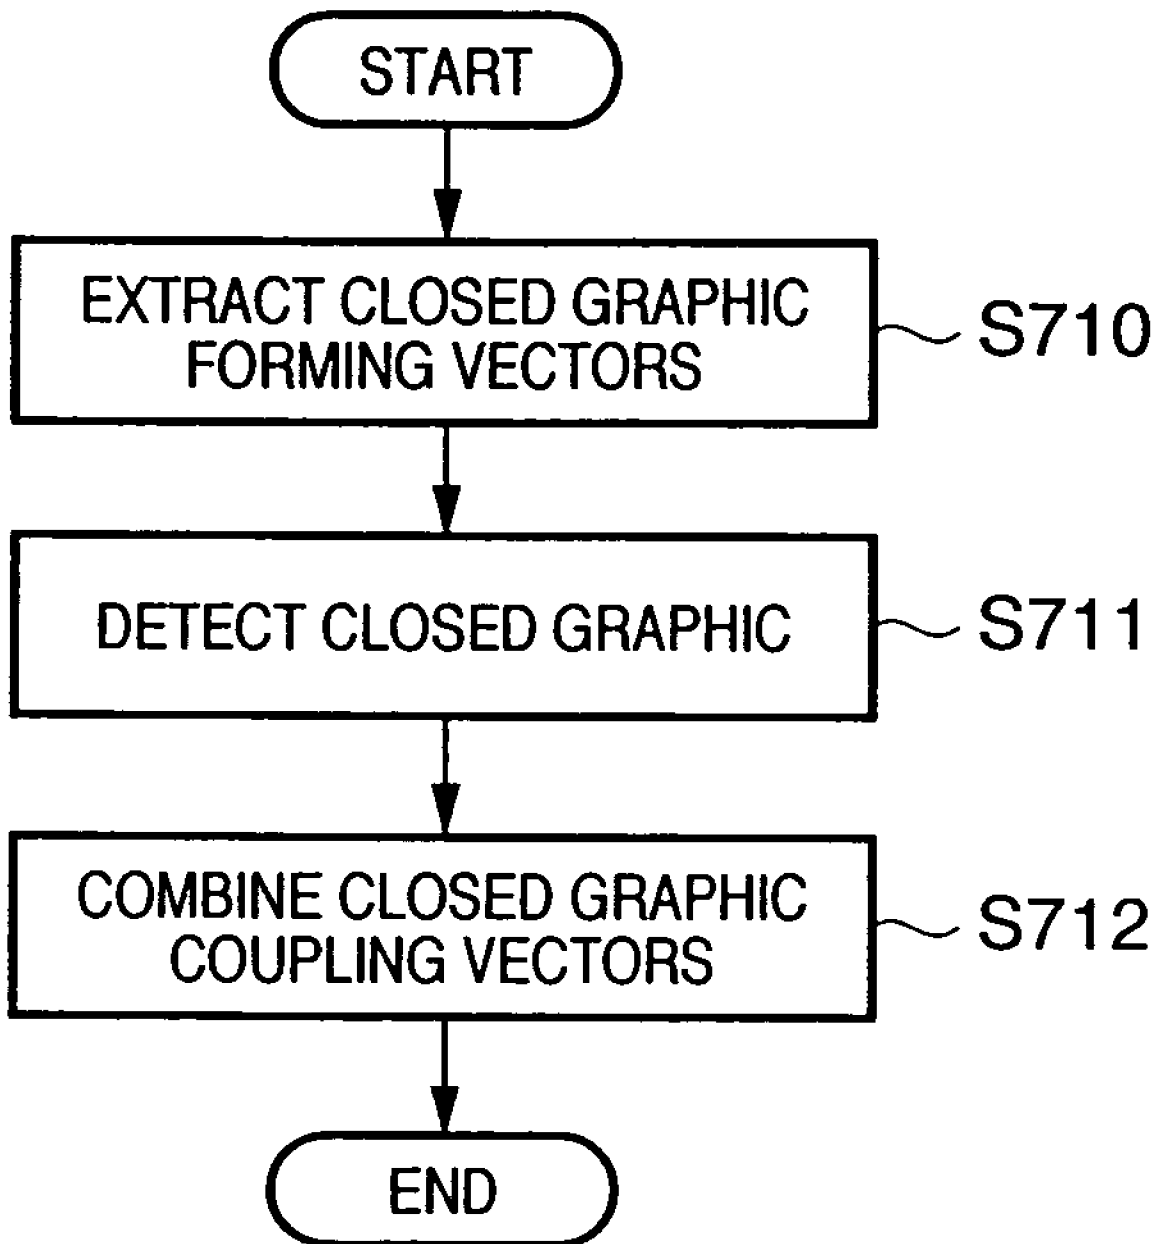 START
EXTRACT CLOSED GRAPHIC
FORMING VECTORS
S710
DETECT CLOSED GRAPHIC
S711
COMBINE CLOSED GRAPHIC
COUPLING VECTORS
S712
END